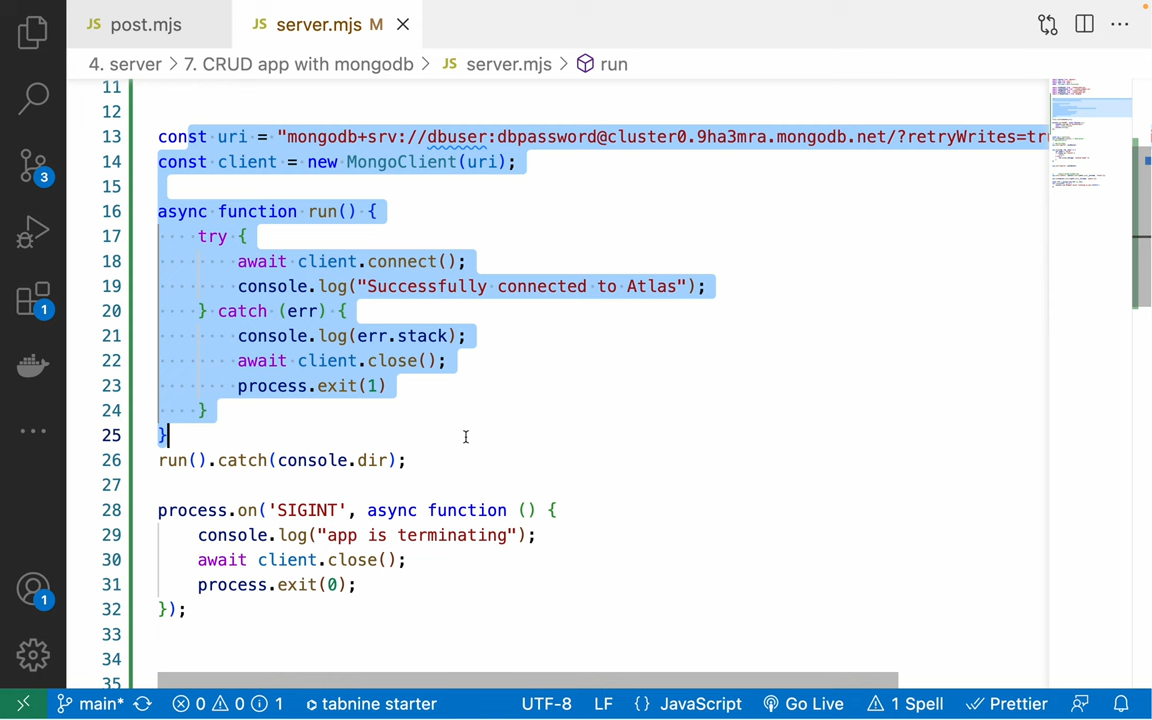 JS post.mjs
JS server.mjs M
4. server > 7. CRUD app with mongodb > JS server.mjs > run
11
12
13 const uri = "mongodb+srv://dbuser:dbpassword@cluster0.9ha3mra.mongodb.net/?retryWrites=tru
14 const client = new MongoClient(uri);
15
16 async function run() {
17 try {
18 await client.connect();
19 console.log("Successfully connected to Atlas");
20 } catch (err) {
21 console.log(err.stack);
22 await client.close();
23 process.exit(1)
24 }
25 }
26 run().catch(console.dir);
27
28 process.on('SIGINT', async function () {
29 console.log("app is terminating");
30 await client.close();
31 process.exit(0);
32 });
33
34
35
3
1
1
main* 0 0 1 tabnine starter UTF-8 LF {} JavaScript Go Live 1 Spell Prettier